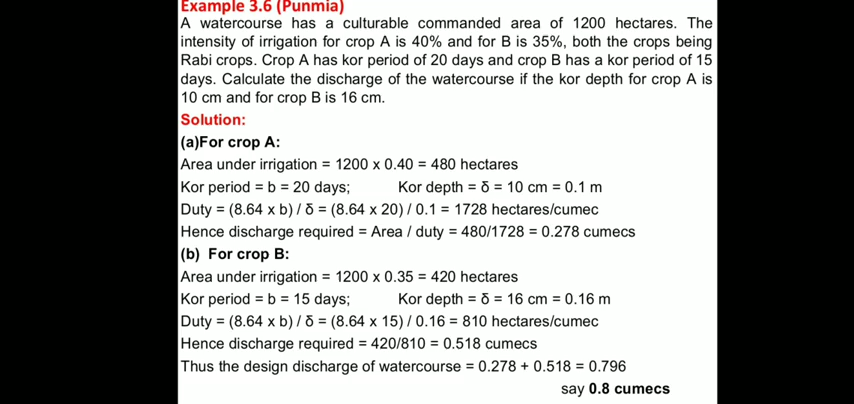 Example 3.6 (Punmia)
A watercourse has a culturable commanded area of 1200 hectares. The
intensity of irrigation for crop A is 40% and for B is 35%, both the crops being
Rabi crops. Crop A has kor period of 20 days and crop B has a kor period of 15
days. Calculate the discharge of the watercourse if the kor depth for crop A is
10 cm and for crop B is 16 cm.
Solution:
(a)For crop A:
Area under irrigation = 1200 x 0.40 = 480 hectares
Kor period = b = 20 days; Kor depth = δ = 10 cm = 0.1 m
Duty = (8.64 x b) / δ = (8.64 x 20) / 0.1 = 1728 hectares/cumec
Hence discharge required = Area / duty = 480/1728 = 0.278 cumecs
(b) For crop B:
Area under irrigation = 1200 x 0.35 = 420 hectares
Kor period = b = 15 days; Kor depth = δ = 16 cm = 0.16 m
Duty = (8.64 x b) / δ = (8.64 x 15) / 0.16 = 810 hectares/cumec
Hence discharge required = 420/810 = 0.518 cumecs
Thus the design discharge of watercourse = 0.278 + 0.518 = 0.796
say 0.8 cumecs